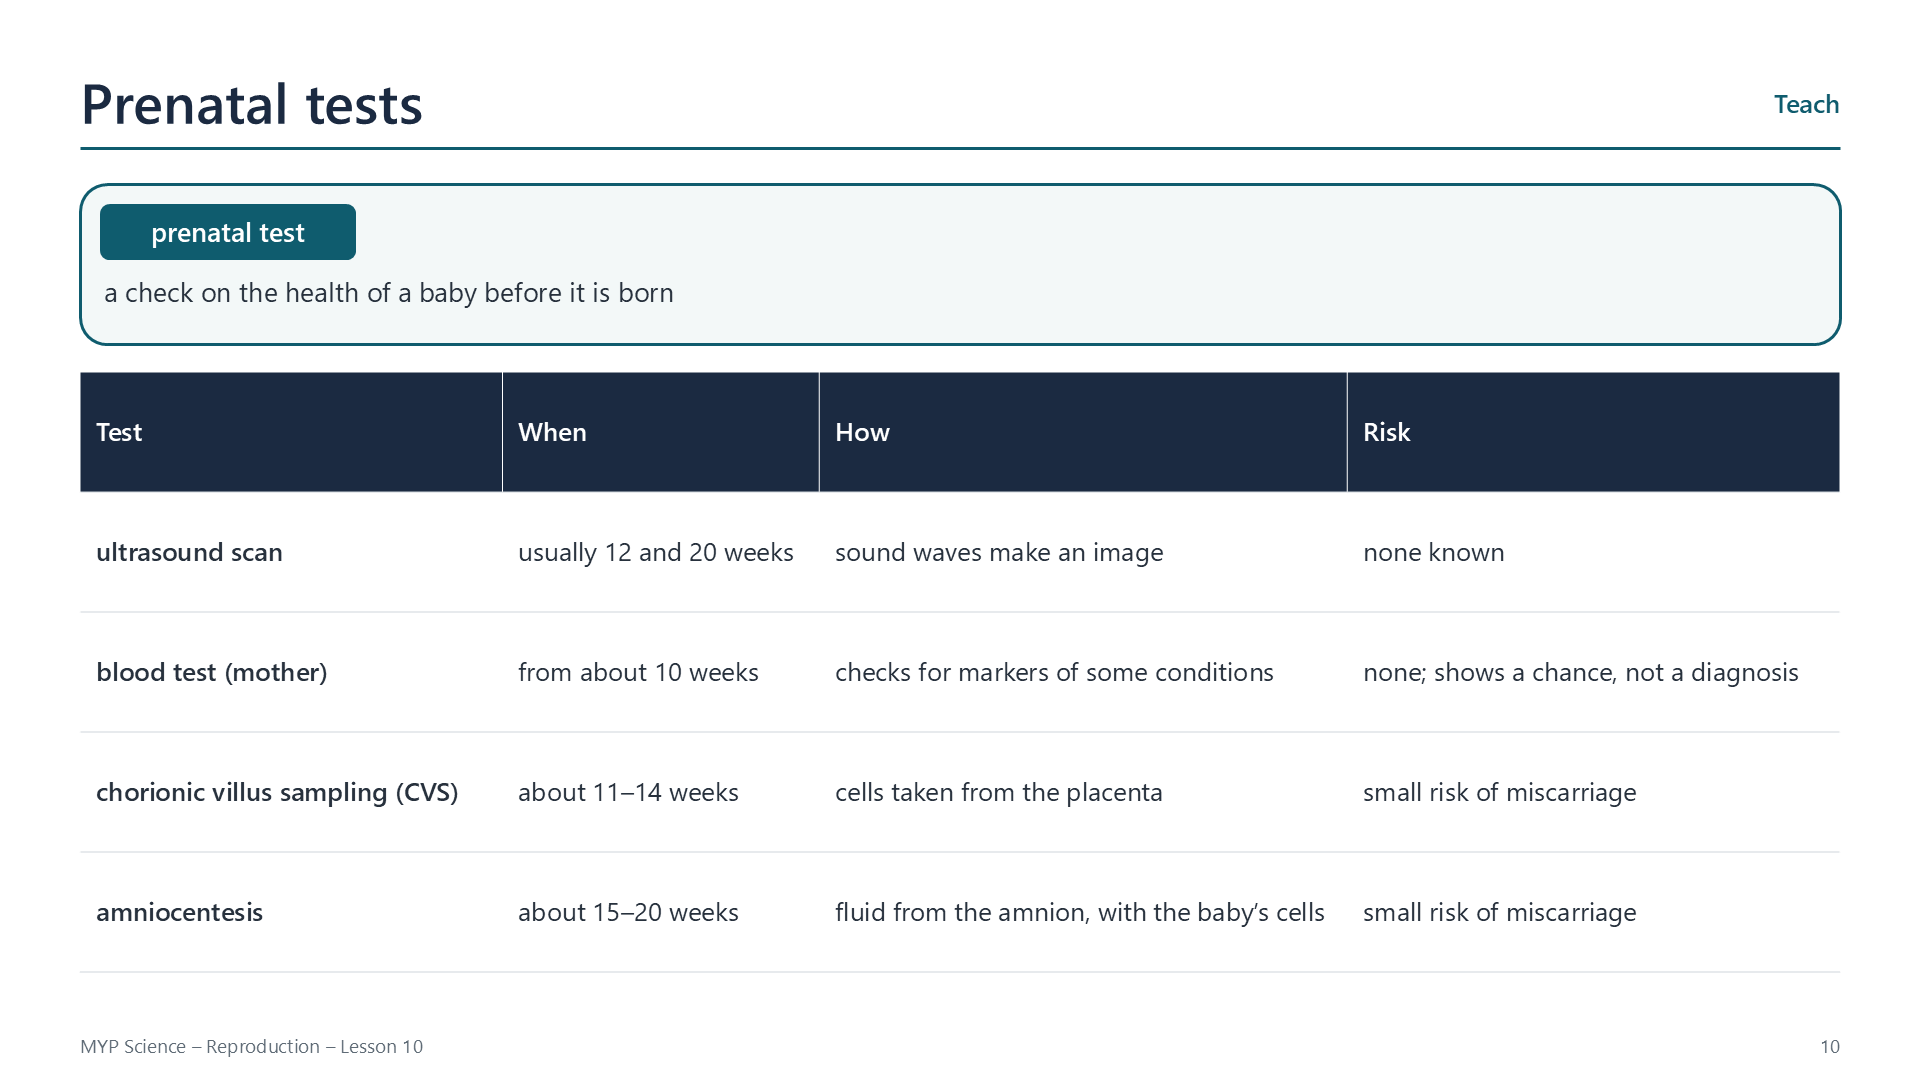 Prenatal tests
Teach
prenatal test
a check on the health of a baby before it is born
Test When How Risk
ultrasound scan usually 12 and 20 weeks sound waves make an image none known
blood test (mother) from about 10 weeks checks for markers of some conditions none; shows a chance, not a diagnosis
chorionic villus sampling (CVS) about 11–14 weeks cells taken from the placenta small risk of miscarriage
amniocentesis about 15–20 weeks fluid from the amnion, with the baby’s cells small risk of miscarriage
MYP Science – Reproduction – Lesson 10
10